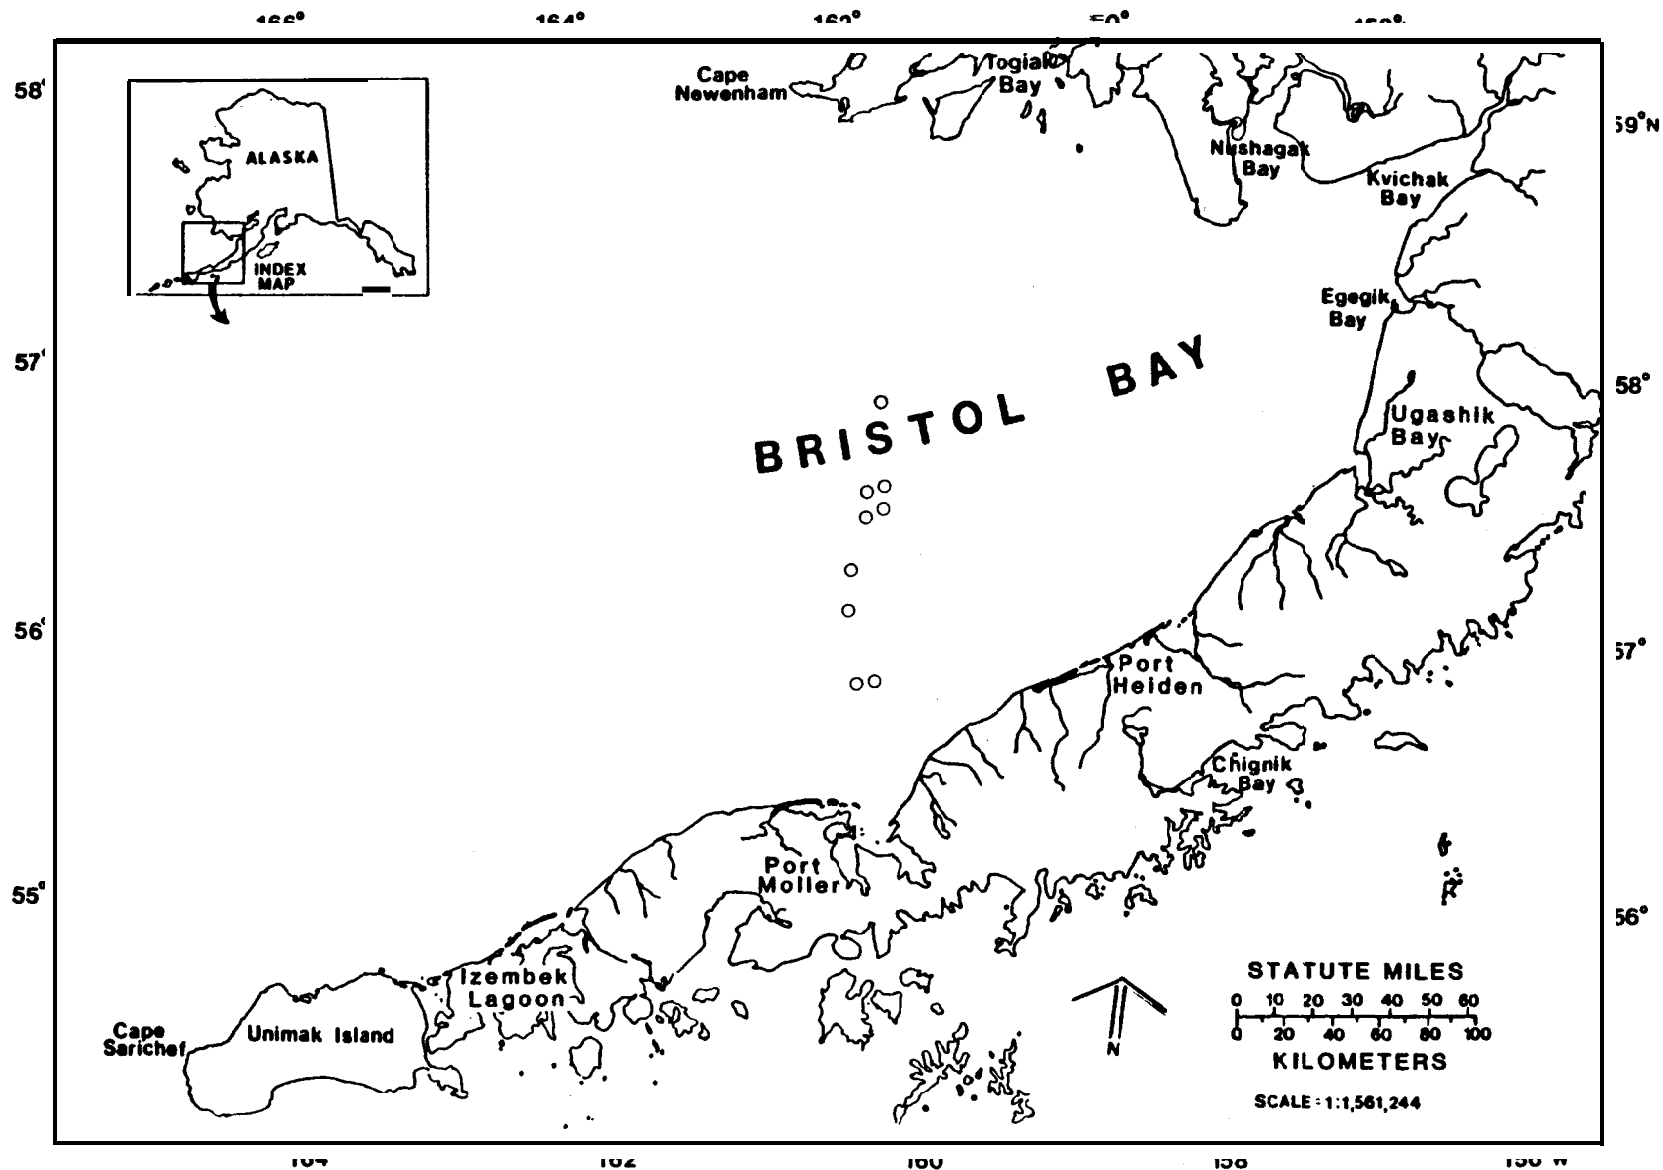 164°
58'
Cape
Newenham
Togiak
Bay
59°N
ALASKA
Nushagak
Bay
Kvichak
Bay
INDEX
MAP
Egegik
Bay
57'
58°
BRISTOL BAY
Ugashik
Bay
56'
57°
Port
Heiden
Chignik
Bay
Port
Moller
55°
56°
Izembek
Lagoon
Cape
Sarichef
Unimak Island
N
STATUTE MILES
0 10 20 30 40 50 60
0 20 40 60 80 100
KILOMETERS
SCALE = 1:1,561,244
160
158